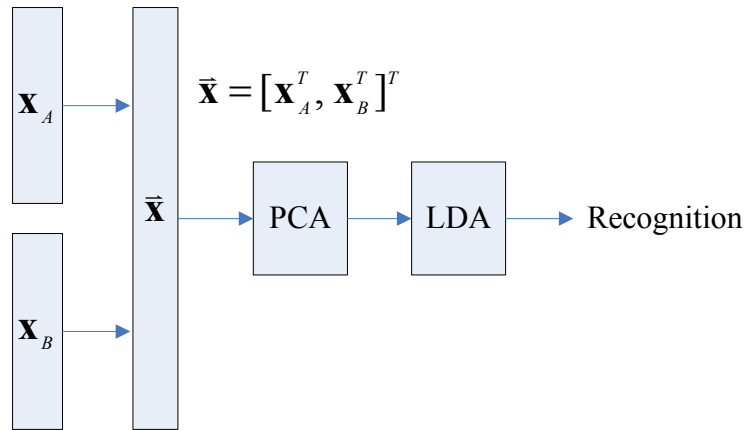 𝐱_A
𝐱⃗ = [𝐱_A^T, 𝐱_B^T]^T
𝐱⃗
PCA
LDA
Recognition
𝐱_B